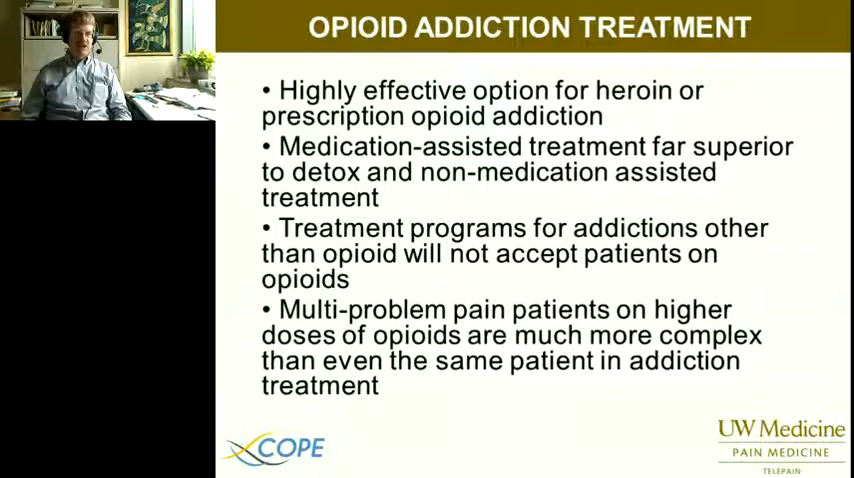 OPIOID ADDICTION TREATMENT
• Highly effective option for heroin or
prescription opioid addiction
• Medication-assisted treatment far superior
to detox and non-medication assisted
treatment
• Treatment programs for addictions other
than opioid will not accept patients on
opioids
• Multi-problem pain patients on higher
doses of opioids are much more complex
than even the same patient in addiction
treatment
COPE
UW Medicine
PAIN MEDICINE
TELEPAIN